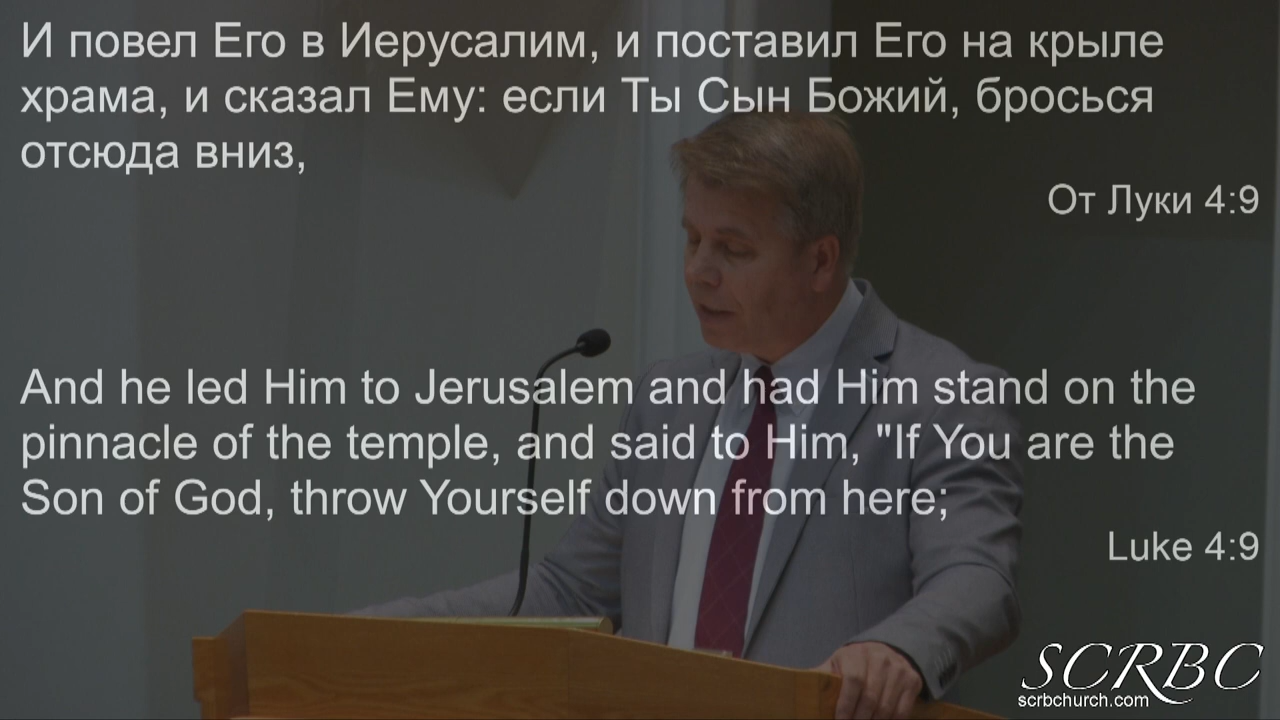 И повел Его в Иерусалим, и поставил Его на крыле
храма, и сказал Ему: если Ты Сын Божий, бросься
отсюда вниз,
От Луки 4:9
And he led Him to Jerusalem and had Him stand on the
pinnacle of the temple, and said to Him, "If You are the
Son of God, throw Yourself down from here;
Luke 4:9
SCRBC
scrbchurch.com